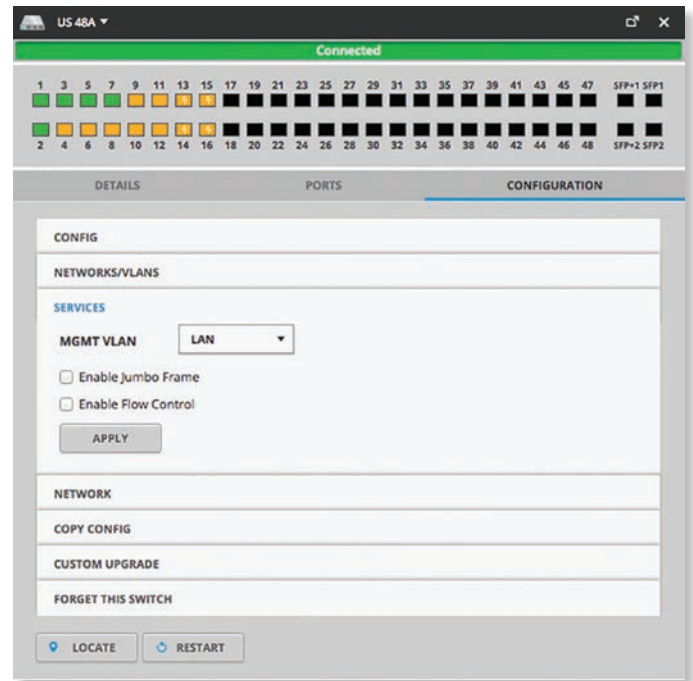 US 48A
Connected
1 3 5 7 9 11 13 15 17 19 21 23 25 27 29 31 33 35 37 39 41 43 45 47 SFP+1 SFP1
2 4 6 8 10 12 14 16 18 20 22 24 26 28 30 32 34 36 38 40 42 44 46 48 SFP+2 SFP2
DETAILS PORTS CONFIGURATION
CONFIG
NETWORKS/VLANS
SERVICES
MGMT VLAN LAN
Enable Jumbo Frame
Enable Flow Control
APPLY
NETWORK
COPY CONFIG
CUSTOM UPGRADE
FORGET THIS SWITCH
LOCATE RESTART